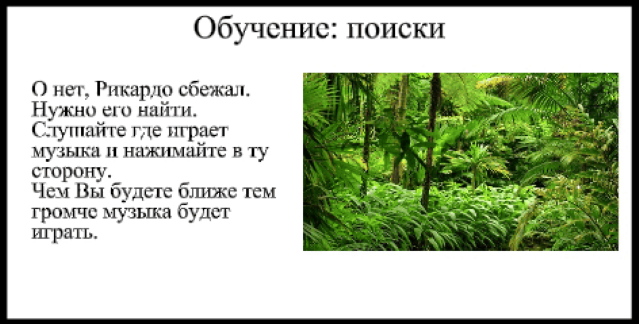 Обучение: поиски
О нет, Рикардо сбежал.
Нужно его найти.
Слушайте где играет
музыка и нажимайте в ту
сторону.
Чем Вы будете ближе тем
громче музыка будет
играть.